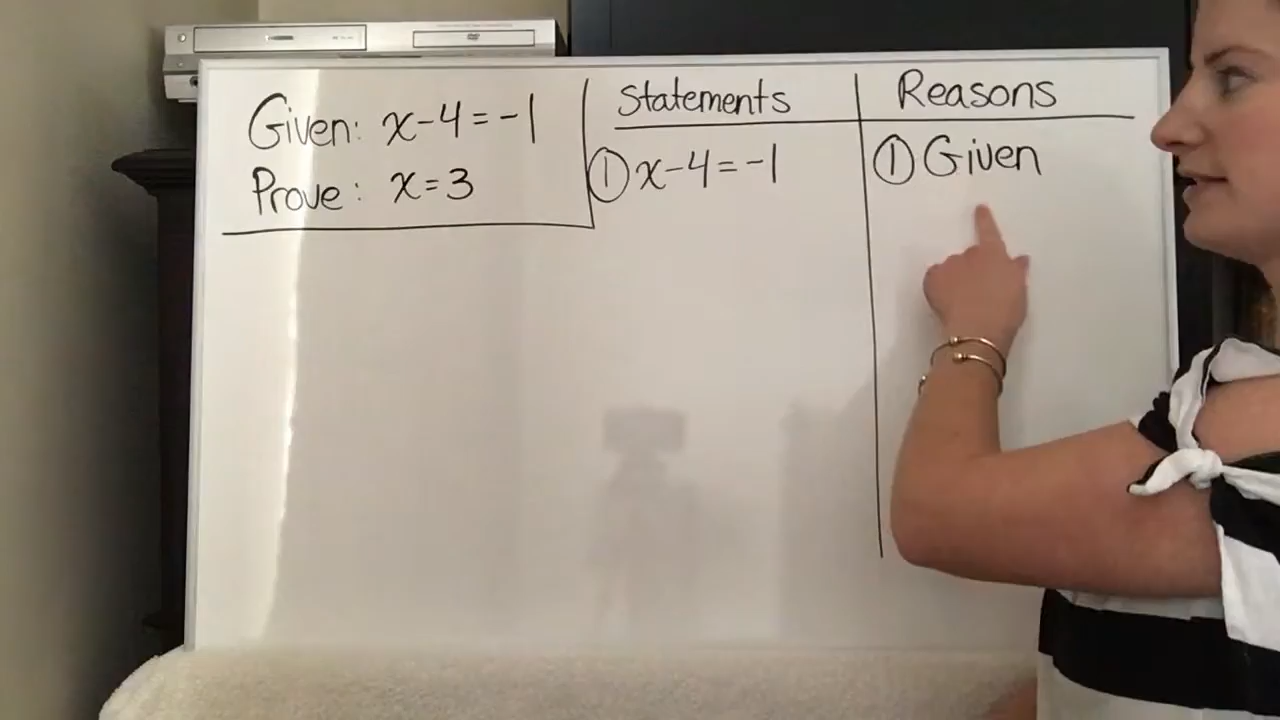 Given: x-4=-1
Prove: x=3
Statements
Reasons
① x-4=-1
① Given